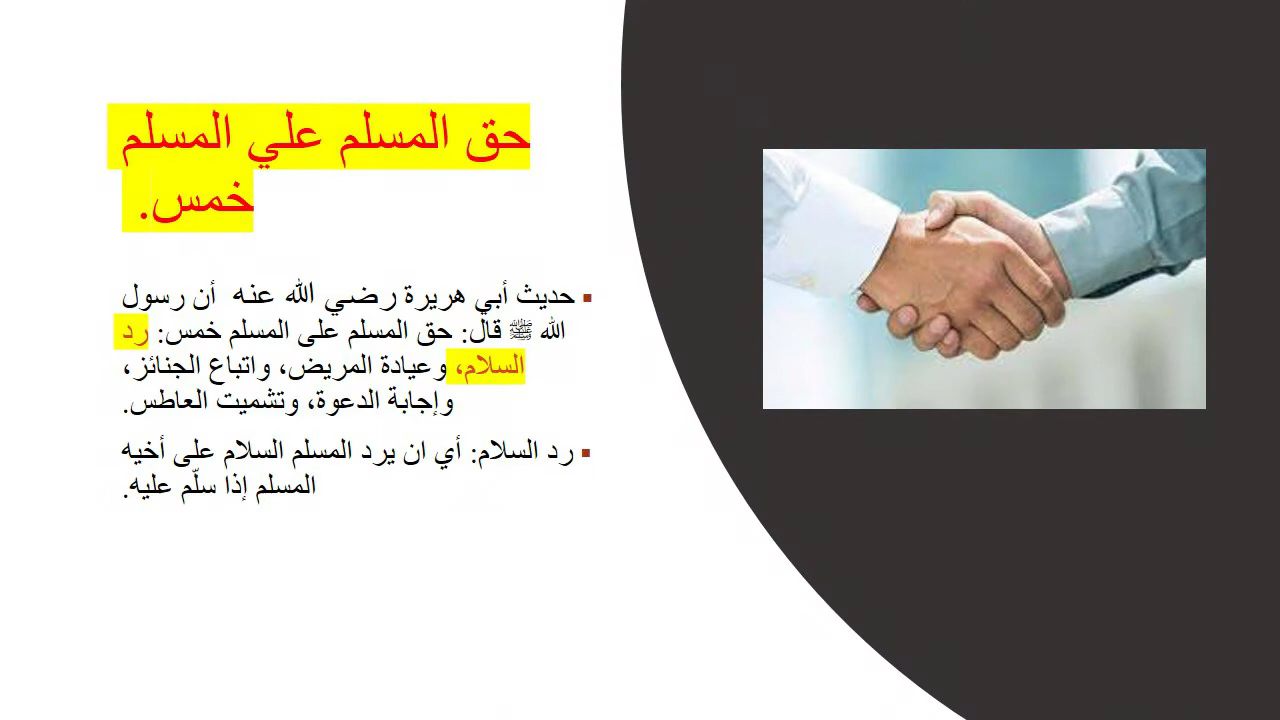 حق المسلم علي المسلم
خمس.
▪ حديث أبي هريرة رضي الله عنه أن رسول
الله ﷺ قال: حق المسلم على المسلم خمس: رد
السلام، وعيادة المريض، واتباع الجنائز،
وإجابة الدعوة، وتشميت العاطس.
▪ رد السلام: أي ان يرد المسلم السلام على أخيه
المسلم إذا سلّم عليه.